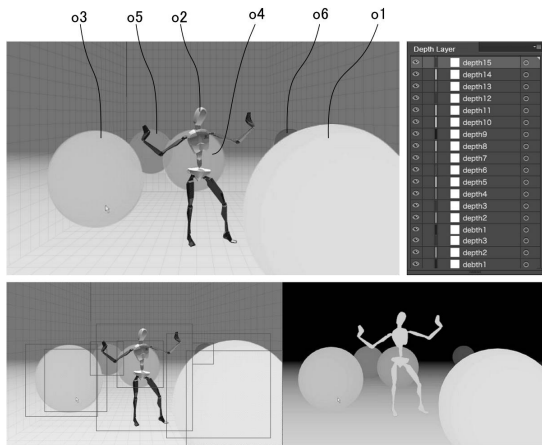 o3
o5
o2
o4
o6
o1
Depth Layer
depth15
depth14
depth13
depth12
depth11
depth10
depth9
depth8
depth7
depth6
depth5
depth4
depth3
depth2
debth1
depth3
depth2
debth1